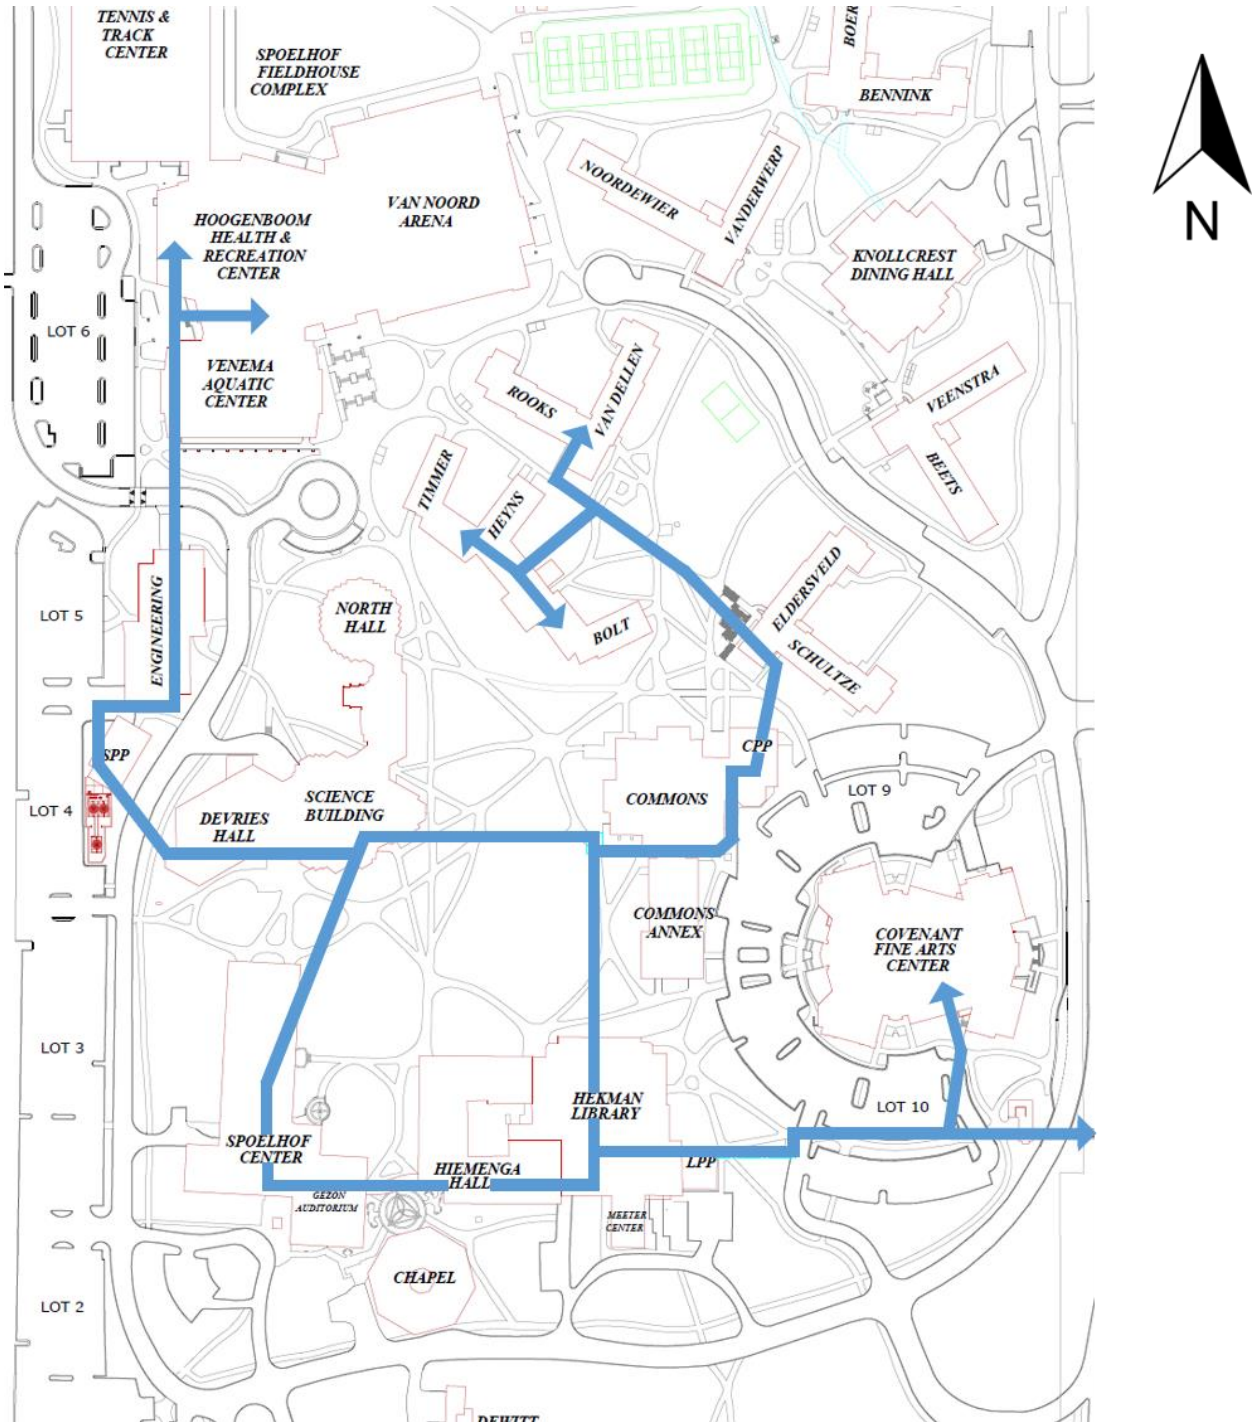 TENNIS &
TRACK
CENTER
SPOELHOF
FIELDHOUSE
COMPLEX
BOER
BENNINK
NOORDEWIER
VANDERWERP
VAN NOORD
ARENA
HOOGENBOOM
HEALTH &
RECREATION
CENTER
KNOLLCREST
DINING HALL
N
LOT 6
VENEMA
AQUATIC
CENTER
ROOKS
VAN DELLEN
VEENSTRA
BEETS
TIMMER
HEYNS
LOT 5
ENGINEERING
NORTH
HALL
BOLT
ELDERSVELD
SCHULTZE
SPP
CPP
LOT 4
DEVRIES
HALL
SCIENCE
BUILDING
COMMONS
LOT 9
COMMONS
ANNEX
COVENANT
FINE ARTS
CENTER
LOT 3
HEKMAN
LIBRARY
LOT 10
SPOELHOF
CENTER
HIEMENGA
HALL
LPP
GEZON
AUDITORIUM
MEETER
CENTER
CHAPEL
LOT 2
DEWITT